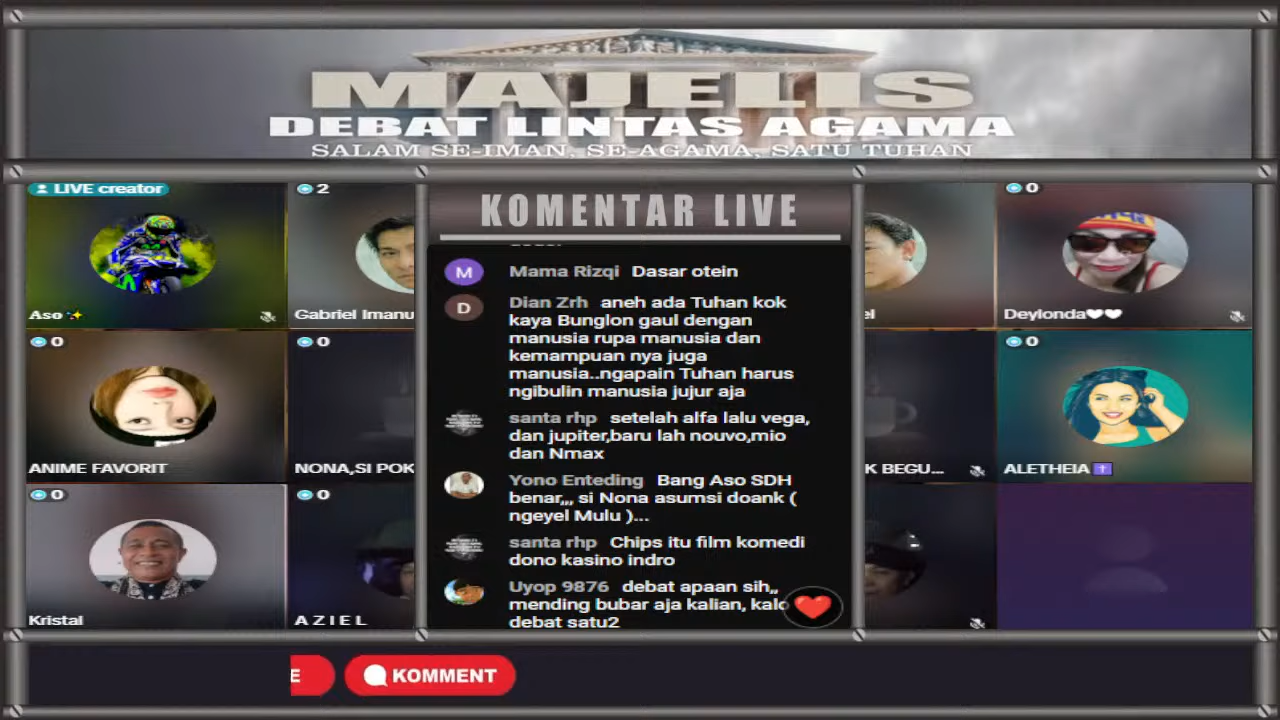 MAJELIS
DEBAT LINTAS AGAMA
SALAM SE-IMAN, SE-AGAMA, SATU TUHAN
LIVE creator
2
KOMENTAR LIVE
0
Mama Rizqi Dasar otein
Dian Zrh aneh ada Tuhan kok
kaya Bunglon gaul dengan
manusia rupa manusia dan
kemampuan nya juga
manusia..ngapain Tuhan harus
ngibulin manusia jujur aja
santa rhp setelah alfa lalu vega,
dan jupiter,baru lah nouvo,mio
dan Nmax
Yono Enteding Bang Aso SDH
benar,,, si Nona asumsi doank (
ngeyel Mulu )...
santa rhp Chips itu film komedi
dono kasino indro
Uyop 9876 debat apaan sih,,
mending bubar aja kalian, kalo
debat satu2
M
D
Aso
Gabriel Imanu
el
Deylonda
0
0
0
ANIME FAVORIT
NONA,SI POK
K BEGU...
ALETHEIA
0
0
Kristal
A Z I E L
E
KOMMENT